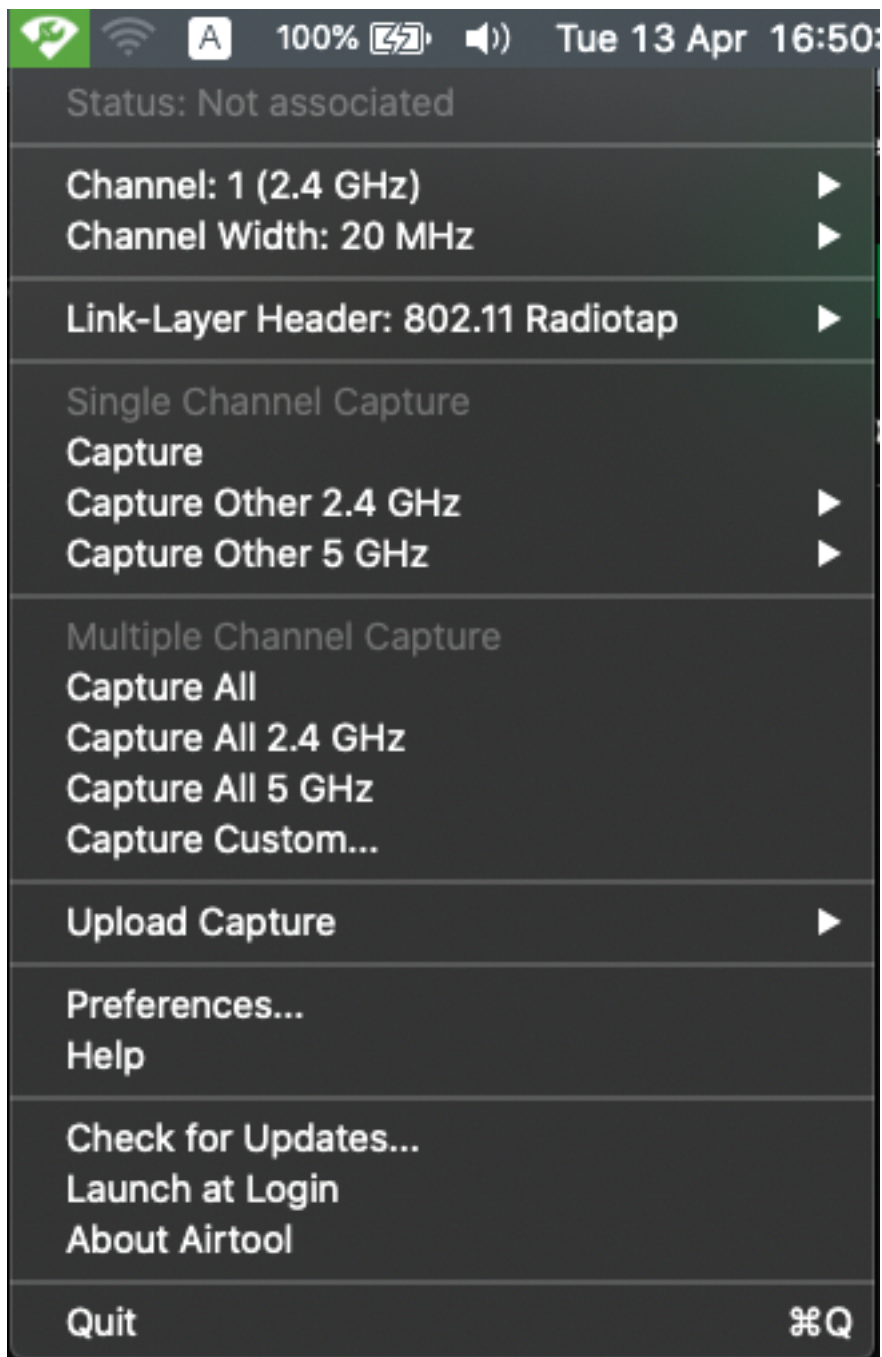 A 100% Tue 13 Apr 16:50:
Status: Not associated
Channel: 1 (2.4 GHz)
Channel Width: 20 MHz
Link-Layer Header: 802.11 Radiotap
Single Channel Capture
Capture
Capture Other 2.4 GHz
Capture Other 5 GHz
Multiple Channel Capture
Capture All
Capture All 2.4 GHz
Capture All 5 GHz
Capture Custom...
Upload Capture
Preferences...
Help
Check for Updates...
Launch at Login
About Airtool
Quit ⌘Q